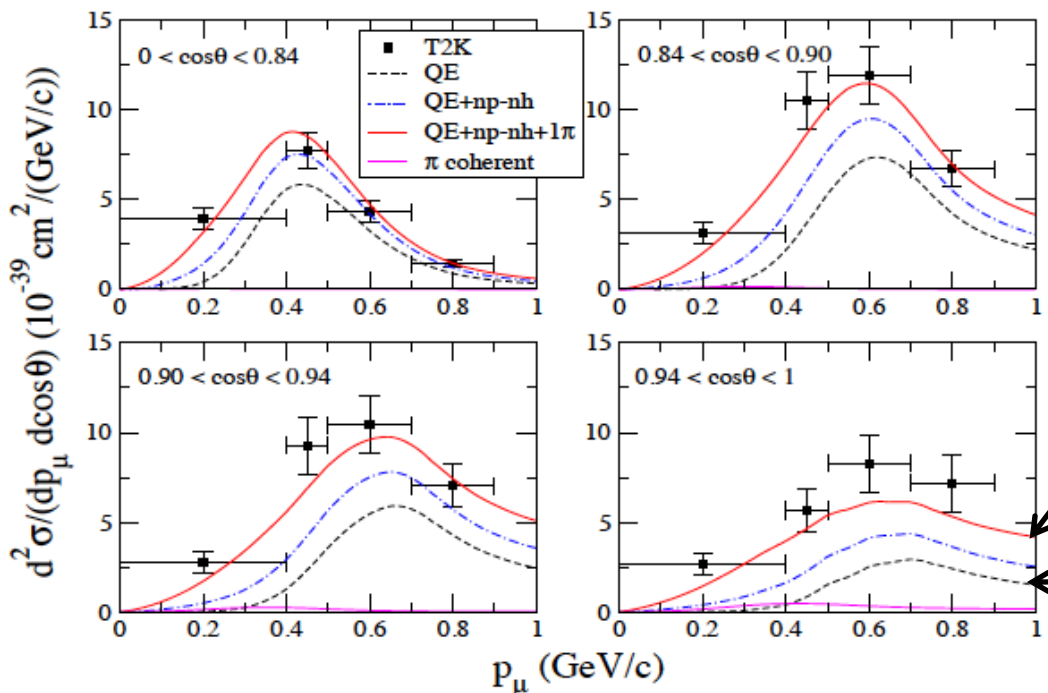 d²σ/(dp_μ dcosθ) (10⁻³⁹ cm²/(GeV/c))
15
10
5
0
0 < cosθ < 0.84
T2K
QE
QE+np-nh
QE+np-nh+1π
π coherent
0 0.2 0.4 0.6 0.8 1
15
10
5
0
0.84 < cosθ < 0.90
0 0.2 0.4 0.6 0.8 1
15
10
5
0
0.90 < cosθ < 0.94
0 0.2 0.4 0.6 0.8 1
15
10
5
0
0.94 < cosθ < 1
0 0.2 0.4 0.6 0.8 1
p_μ (GeV/c)